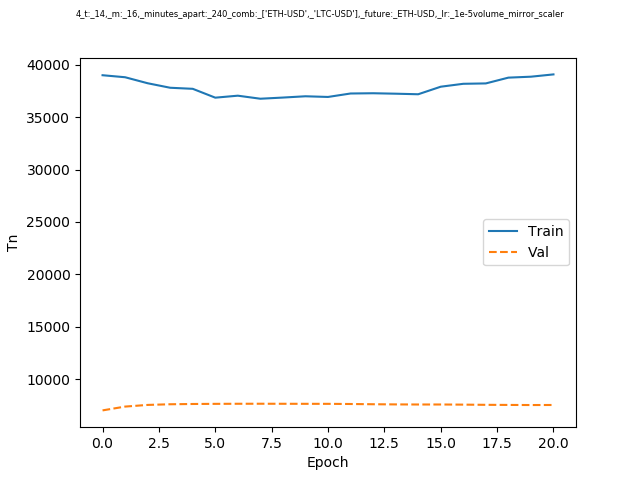 4_t:_14,_m:_16,_minutes_apart:_240_comb:_['ETH-USD',_'LTC-USD'],_future:_ETH-USD,_lr:_1e-5volume_mirror_scaler
40000
35000
30000
25000
20000
15000
10000
Tn
Train
Val
0.0 2.5 5.0 7.5 10.0 12.5 15.0 17.5 20.0
Epoch